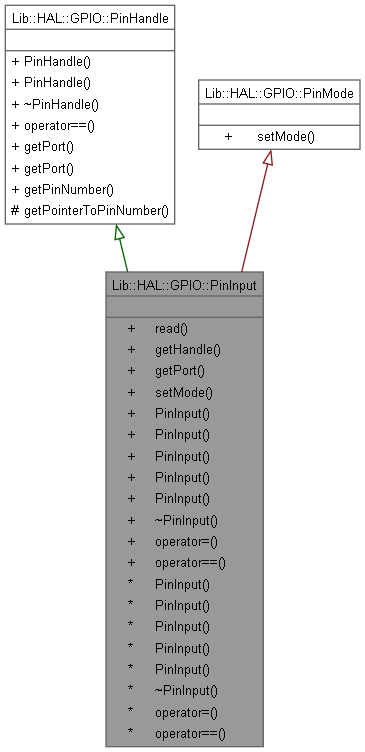 Lib::HAL::GPIO::PinHandle
+ PinHandle()
+ PinHandle()
+ ~PinHandle()
+ operator==()
+ getPort()
+ getPort()
+ getPinNumber()
# getPointerToPinNumber()
Lib::HAL::GPIO::PinMode
+ setMode()
Lib::HAL::GPIO::PinInput
+ read()
+ getHandle()
+ getPort()
+ setMode()
+ PinInput()
+ PinInput()
+ PinInput()
+ PinInput()
+ PinInput()
+ ~PinInput()
+ operator=()
+ operator==()
* PinInput()
* PinInput()
* PinInput()
* PinInput()
* PinInput()
* ~PinInput()
* operator=()
* operator==()